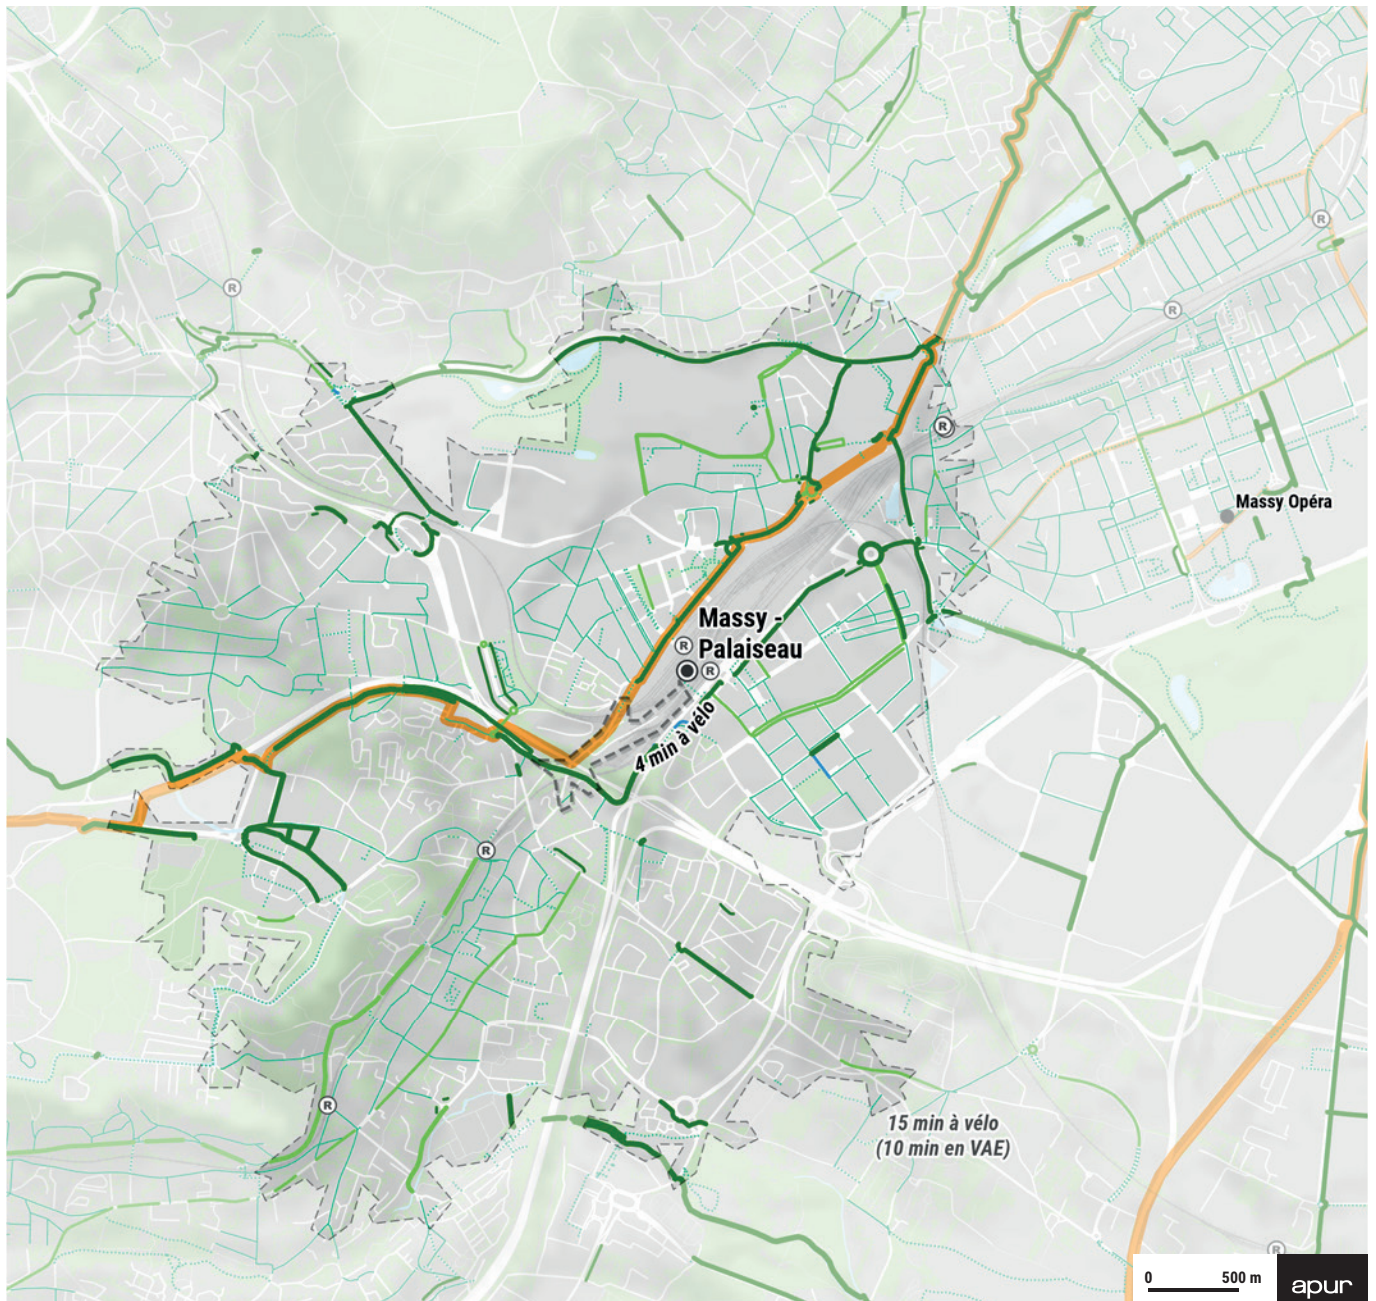 R
R
R
R
Massy Opéra
Massy -
R
Palaiseau
R
4 min à vélo
R
R
15 min à vélo
(10 min en VAE)
R
0 500 m
apur